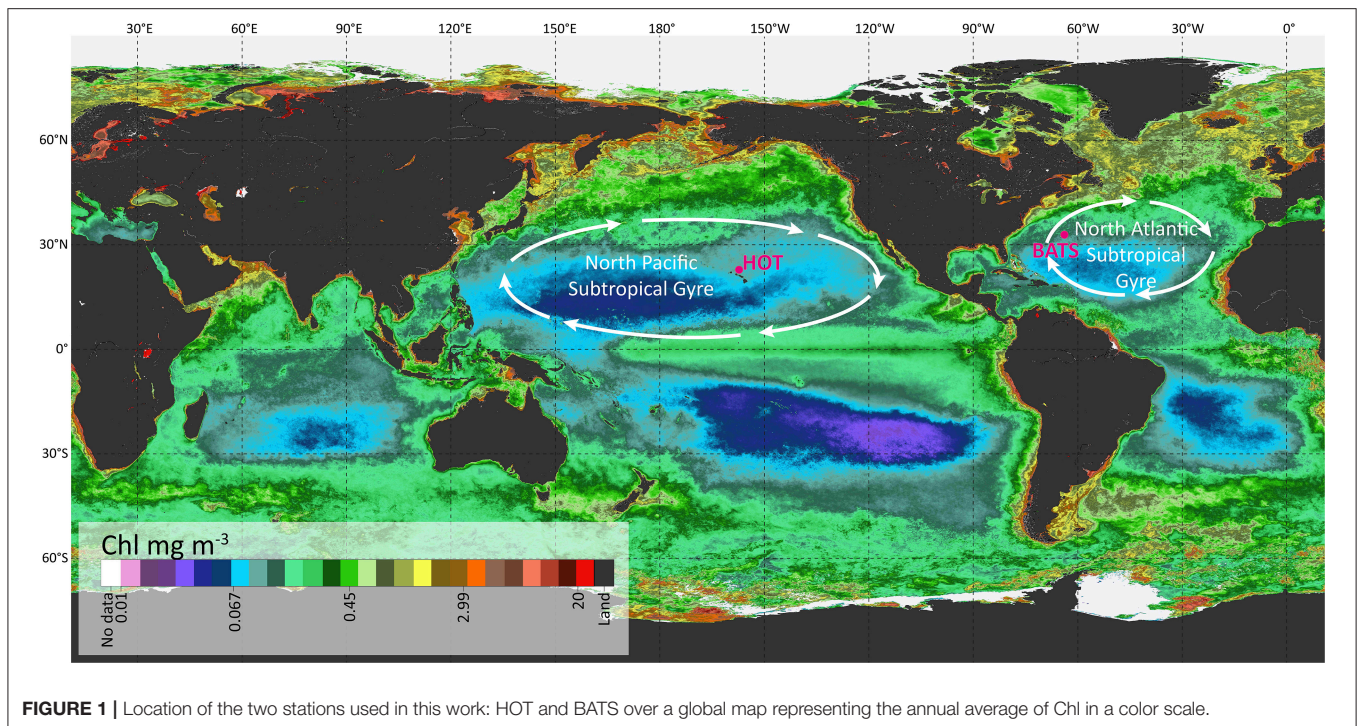 30°E 60°E 90°E 120°E 150°E 180° 150°W 120°W 90°W 60°W 30°W 0°
60°N
30°N
0°
30°S
60°S
North Pacific
Subtropical Gyre
HOT
BATS
North Atlantic
Subtropical
Gyre
Chl mg m⁻³
No data 0.01 0.067 0.45 2.99 20 Land
FIGURE 1 | Location of the two stations used in this work: HOT and BATS over a global map representing the annual average of Chl in a color scale.